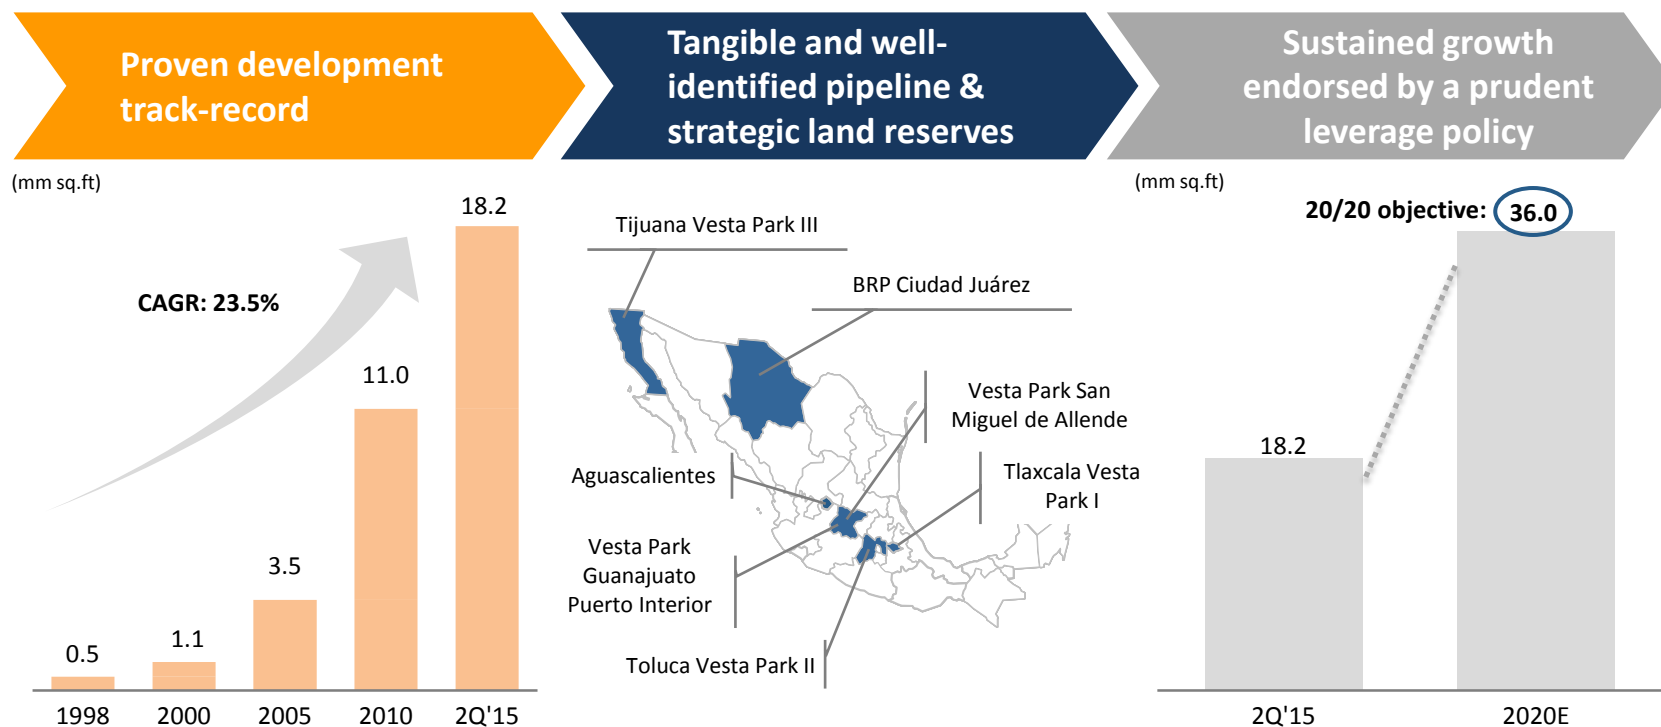 Proven development
track-record
Tangible and well-
identified pipeline &
strategic land reserves
Sustained growth
endorsed by a prudent
leverage policy
(mm sq.ft)
CAGR: 23.5%
0.5
1.1
3.5
11.0
18.2
1998
2000
2005
2010
2Q'15
Tijuana Vesta Park III
BRP Ciudad Juárez
Vesta Park San
Miguel de Allende
Aguascalientes
Tlaxcala Vesta
Park I
Vesta Park
Guanajuato
Puerto Interior
Toluca Vesta Park II
(mm sq.ft)
20/20 objective: 36.0
18.2
2Q'15
2020E